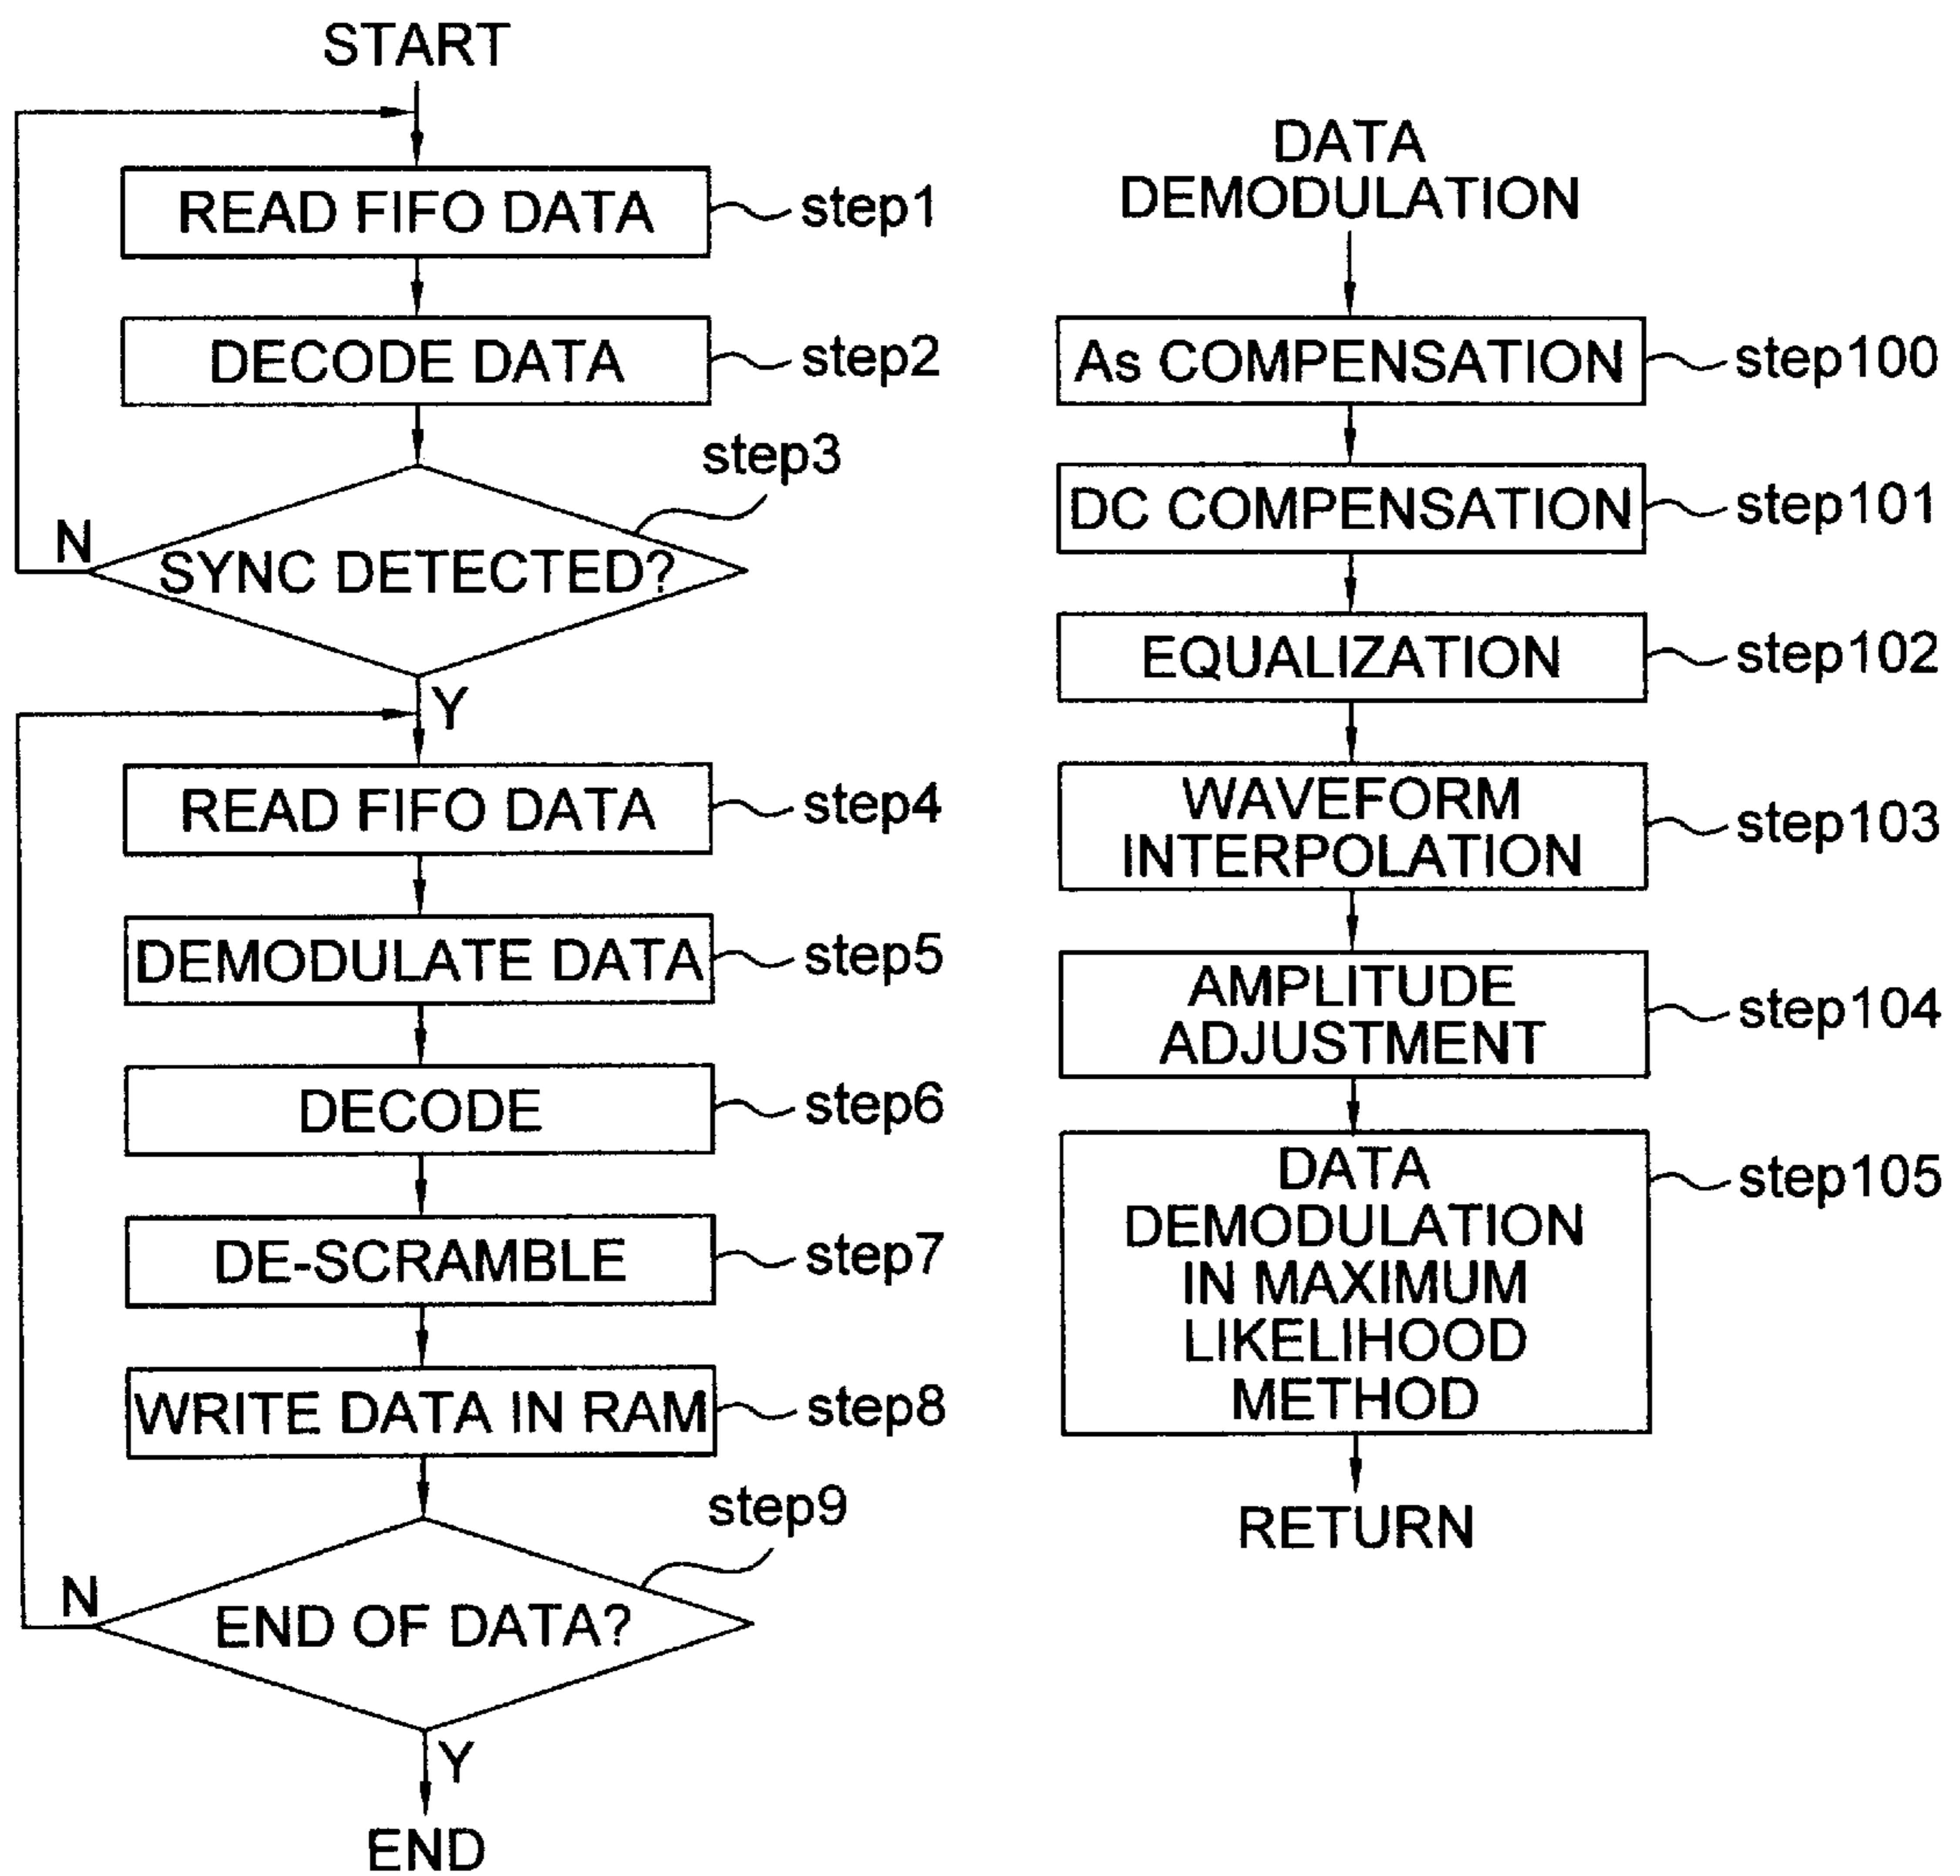 START
READ FIFO DATA
step1
DECODE DATA
step2
step3
N
SYNC DETECTED?
Y
READ FIFO DATA
step4
DEMODULATE DATA
step5
DECODE
step6
DE-SCRAMBLE
step7
WRITE DATA IN RAM
step8
step9
N
END OF DATA?
Y
END
DATA
DEMODULATION
As COMPENSATION
step100
DC COMPENSATION
step101
EQUALIZATION
step102
WAVEFORM
INTERPOLATION
step103
AMPLITUDE
ADJUSTMENT
step104
DATA
DEMODULATION
IN MAXIMUM
LIKELIHOOD
METHOD
step105
RETURN